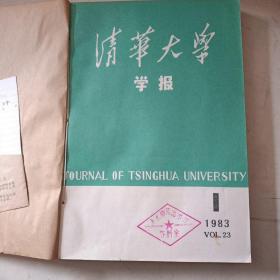 清華大學
学报
JOURNAL OF TSINGHUA UNIVERSITY
1
1983
VOL.23